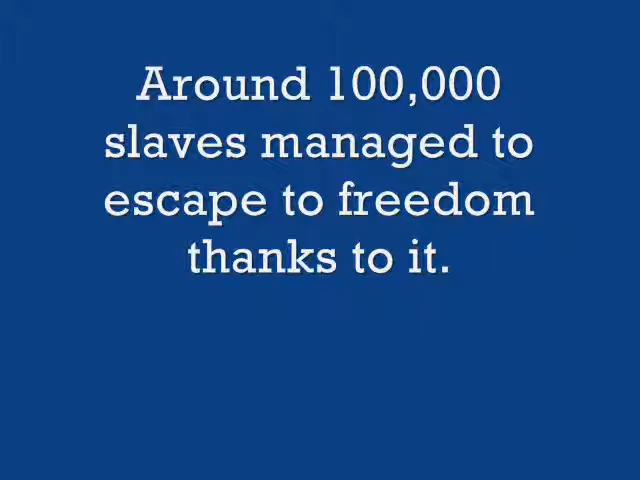 Around 100,000
slaves managed to
escape to freedom
thanks to it.